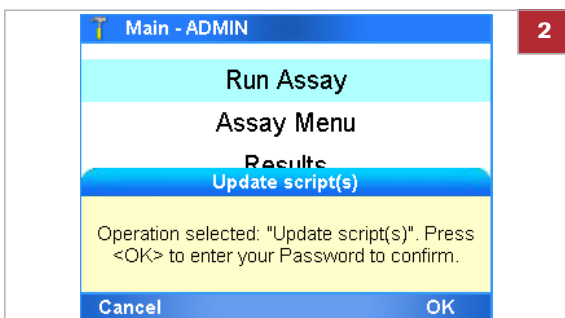 Main - ADMIN
2
Run Assay
Assay Menu
Results
Update script(s)
Operation selected: "Update script(s)". Press
<OK> to enter your Password to confirm.
Cancel OK